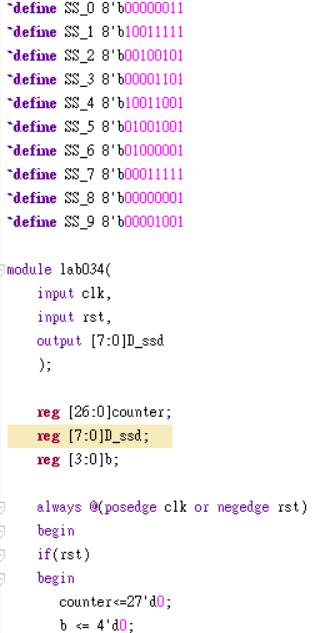 `define SS_0 8'b00000011
`define SS_1 8'b10011111
`define SS_2 8'b00100101
`define SS_3 8'b00001101
`define SS_4 8'b10011001
`define SS_5 8'b01001001
`define SS_6 8'b01000001
`define SS_7 8'b00011111
`define SS_8 8'b00000001
`define SS_9 8'b00001001
module lab034(
input clk,
input rst,
output [7:0]D_ssd
);
reg [26:0]counter;
reg [7:0]D_ssd;
reg [3:0]b;
always @(posedge clk or negedge rst)
begin
if(rst)
begin
counter<=27'd0;
b <= 4'd0;